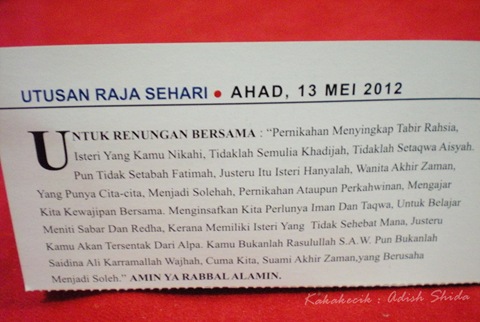 UTUSAN RAJA SEHARI • AHAD, 13 MEI 2012
UNTUK RENUNGAN BERSAMA : “Pernikahan Menyingkap Tabir Rahsia,
Isteri Yang Kamu Nikahi, Tidaklah Semulia Khadijah, Tidaklah Setaqwa Aisyah.
Pun Tidak Setabah Fatimah, Justeru Itu Isteri Hanyalah, Wanita Akhir Zaman,
Yang Punya Cita-cita, Menjadi Solehah, Pernikahan Ataupun Perkahwinan, Mengajar
Kita Kewajipan Bersama. Menginsafkan Kita Perlunya Iman Dan Taqwa, Untuk Belajar
Meniti Sabar Dan Redha, Kerana Memiliki Isteri Yang Tidak Sehebat Mana, Justeru
Kamu Akan Tersentak Dari Alpa. Kamu Bukanlah Rasulullah S.A.W. Pun Bukanlah
Saidina Ali Karramallah Wajhah, Cuma Kita, Suami Akhir Zaman,yang Berusaha
Menjadi Soleh.” AMIN YA RABBAL ALAMIN.
Kakakecik : Adish Shida